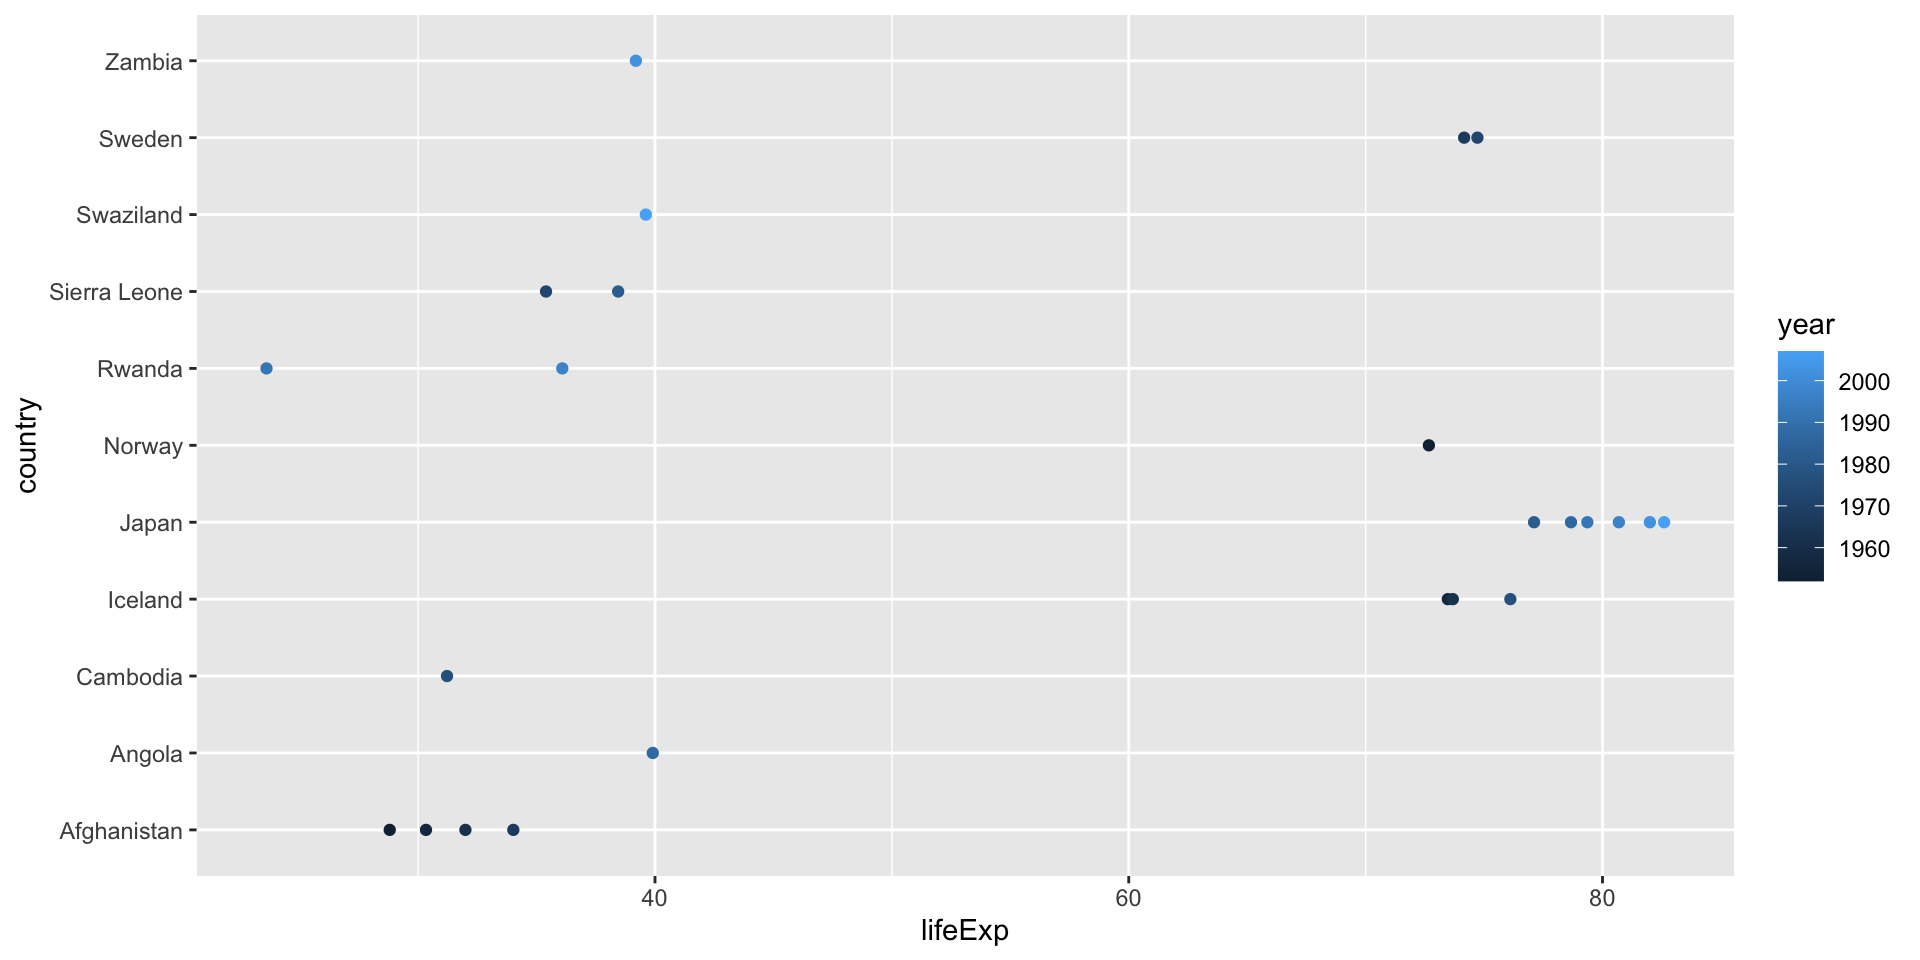 Zambia
Sweden
Swaziland
Sierra Leone
Rwanda
Norway
Japan
Iceland
Cambodia
Angola
Afghanistan
country
40
60
80
lifeExp
year
2000
1990
1980
1970
1960